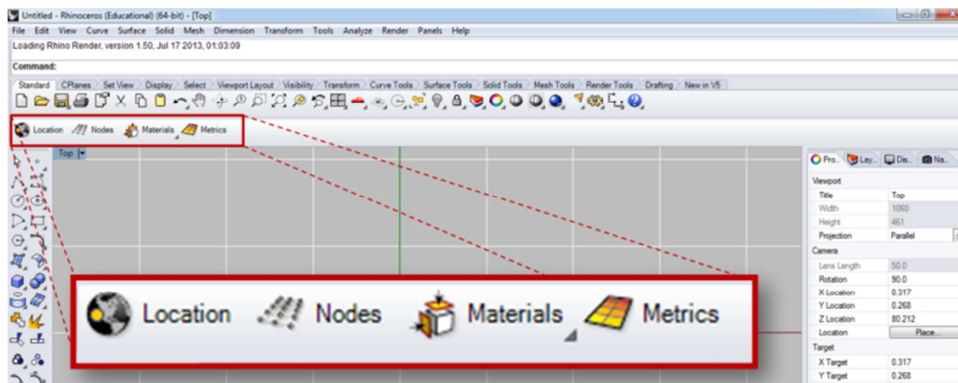 Untitled - Rhinoceros (Educational) (64-bit) - [Top]
File Edit View Curve Surface Solid Mesh Dimension Transform Tools Analyze Render Panels Help
Loading Rhino Render, version 1.50, Jul 17 2013, 01:03:09
Command:
Standard CPlanes Set View Display Select Viewport Layout Visibility Transform Curve Tools Surface Tools Solid Tools Mesh Tools Render Tools Drafting New in V5
Location Nodes Materials Metrics
Top
Pro.. Lay.. Dis.. Na..
Viewport
Title Top
Width 1060
Height 461
Projection Parallel
Camera
Lens Length 50.0
Rotation 90.0
X Location 0.317
Y Location 0.268
Z Location 80.212
Location Place...
Target
X Target 0.317
Y Target 0.268
Location Nodes Materials Metrics